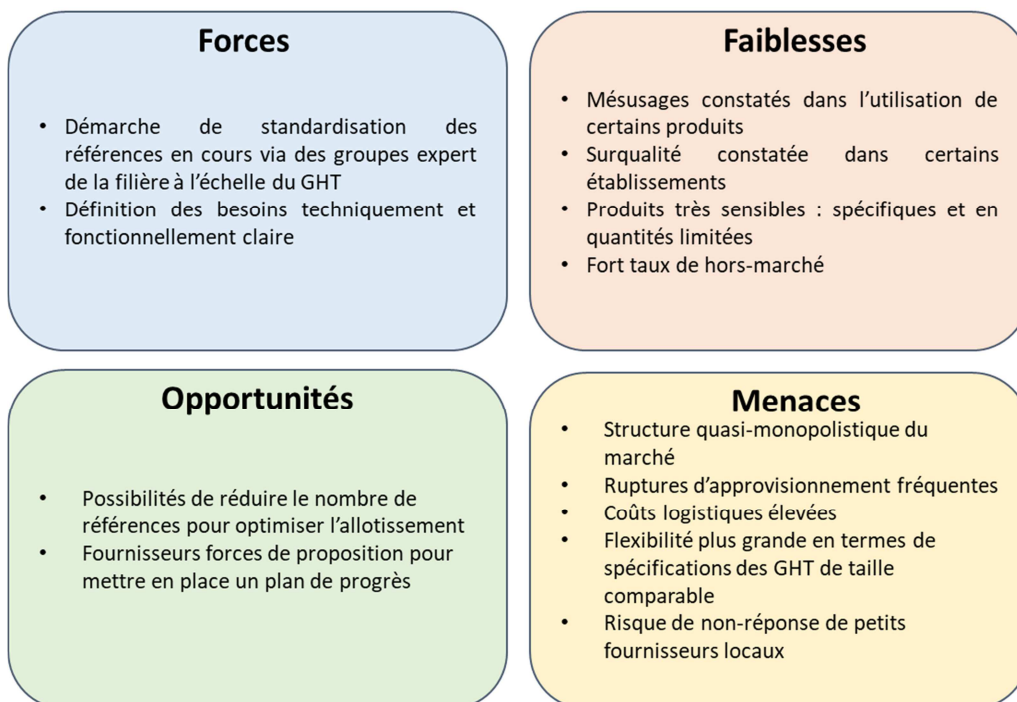 Forces
• Démarche de standardisation des
références en cours via des groupes expert
de la filière à l'échelle du GHT
• Définition des besoins techniquement et
fonctionnellement claire
Faiblesses
• Mésusages constatés dans l'utilisation de
certains produits
• Surqualité constatée dans certains
établissements
• Produits très sensibles : spécifiques et en
quantités limitées
• Fort taux de hors-marché
Opportunités
• Possibilités de réduire le nombre de
références pour optimiser l'allotissement
• Fournisseurs forces de proposition pour
mettre en place un plan de progrès
Menaces
• Structure quasi-monopolistique du
marché
• Ruptures d'approvisionnement fréquentes
• Coûts logistiques élevées
• Flexibilité plus grande en termes de
spécifications des GHT de taille
comparable
• Risque de non-réponse de petits
fournisseurs locaux